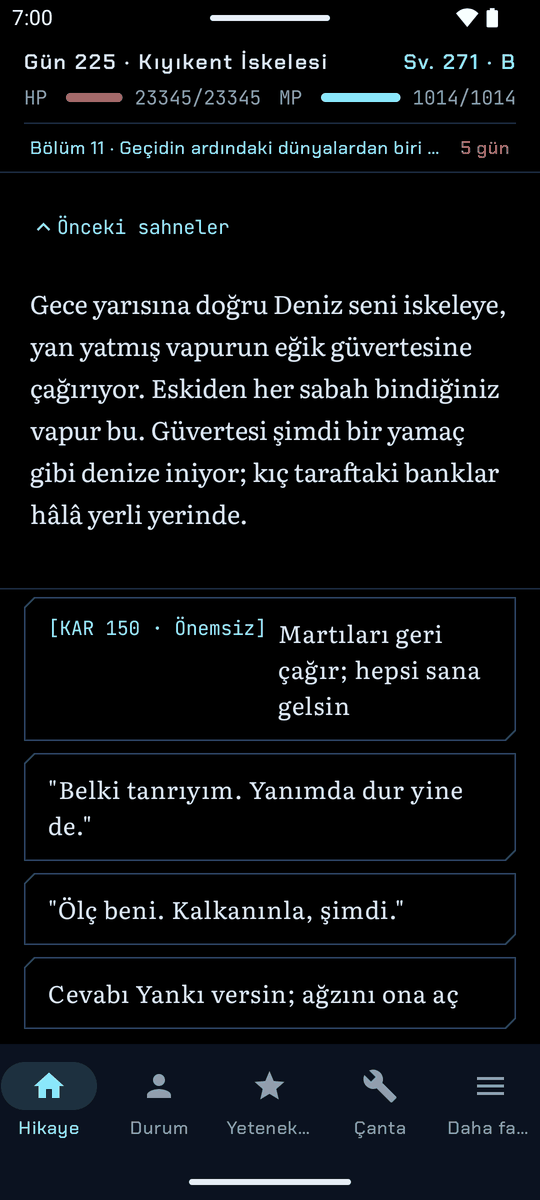 7:00
Gün 225 · Kıyıkent İskelesi
Sv. 271 · B
HP 23345/23345 MP 1014/1014
Bölüm 11 · Geçidin ardındaki dünyalardan biri … 5 gün
Önceki sahneler
Gece yarısına doğru Deniz seni iskeleye,
yan yatmış vapurun eğik güvertesine
çağırıyor. Eskiden her sabah bindiğiniz
vapur bu. Güvertesi şimdi bir yamaç
gibi denize iniyor; kıç taraftaki banklar
hâlâ yerli yerinde.
[KAR 150 · Önemsiz] Martıları geri
çağır; hepsi sana
gelsin
"Belki tanrıyım. Yanımda dur yine
de."
"Ölç beni. Kalkanınla, şimdi."
Cevabı Yankı versin; ağzını ona aç
Hikaye
Durum
Yetenek…
Çanta
Daha fa…